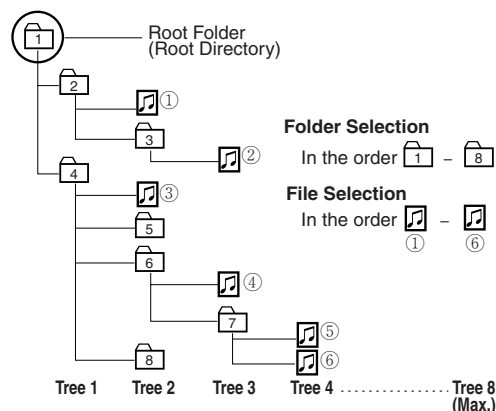 1
Root Folder
(Root Directory)
2
①
3
②
Folder Selection
In the order 1 – 8
4
③
File Selection
In the order –
① ⑥
5
6
④
7
⑤
⑥
8
Tree 1 Tree 2 Tree 3 Tree 4 ................ Tree 8
(Max.)